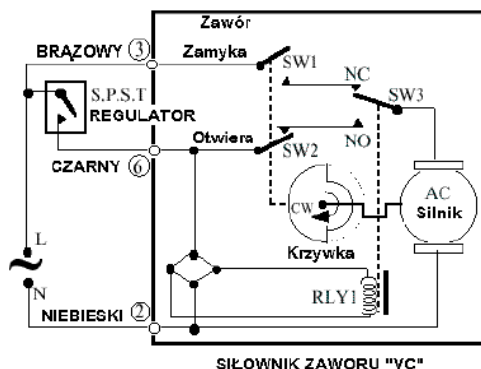 Zawór
BRĄZOWY 3 Zamyka
SW1 NC
S.P.S.T
REGULATOR
SW3
Otwiera
SW2 NO
CZARNY 6
CW
AC
Silnik
Krzywka
L
N
RLY1
NIEBIESKI 2
SIŁOWNIK ZAWORU "VC"